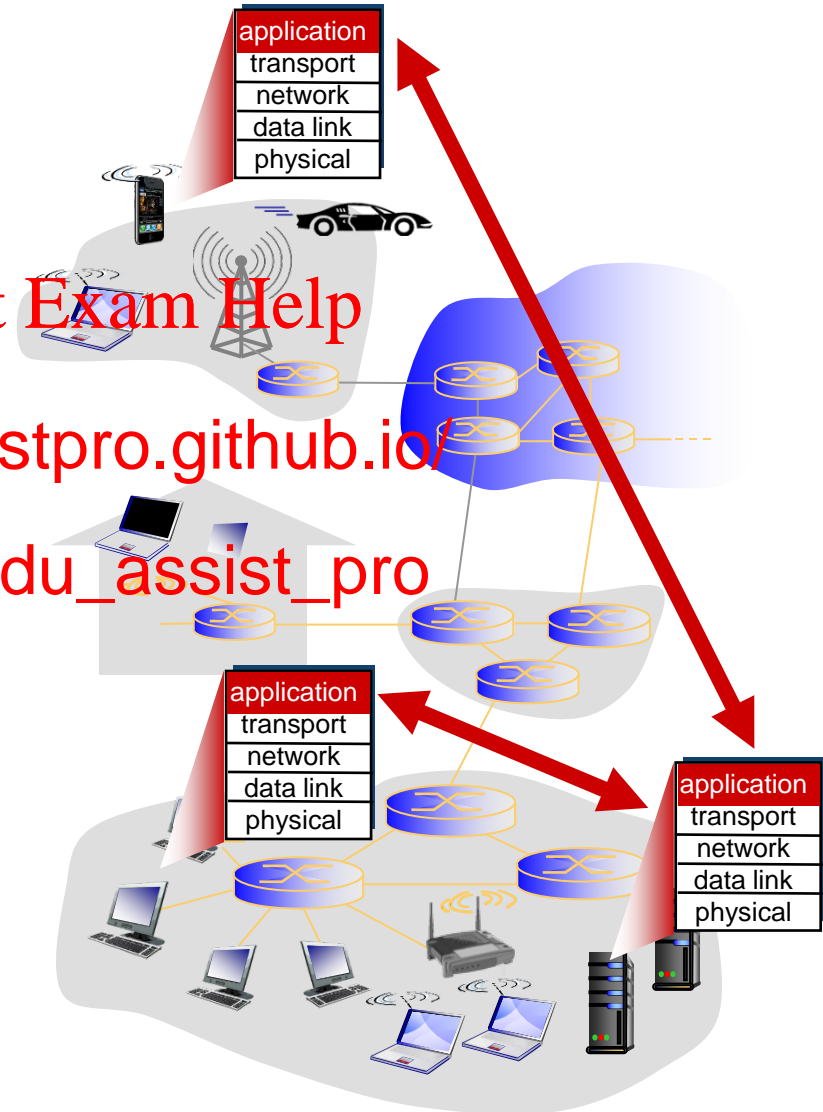 application
transport
network
data link
physical
t Exam Help
stpro.github.io/
du_assist_pro
application
transport
network
data link
physical
application
transport
network
data link
physical